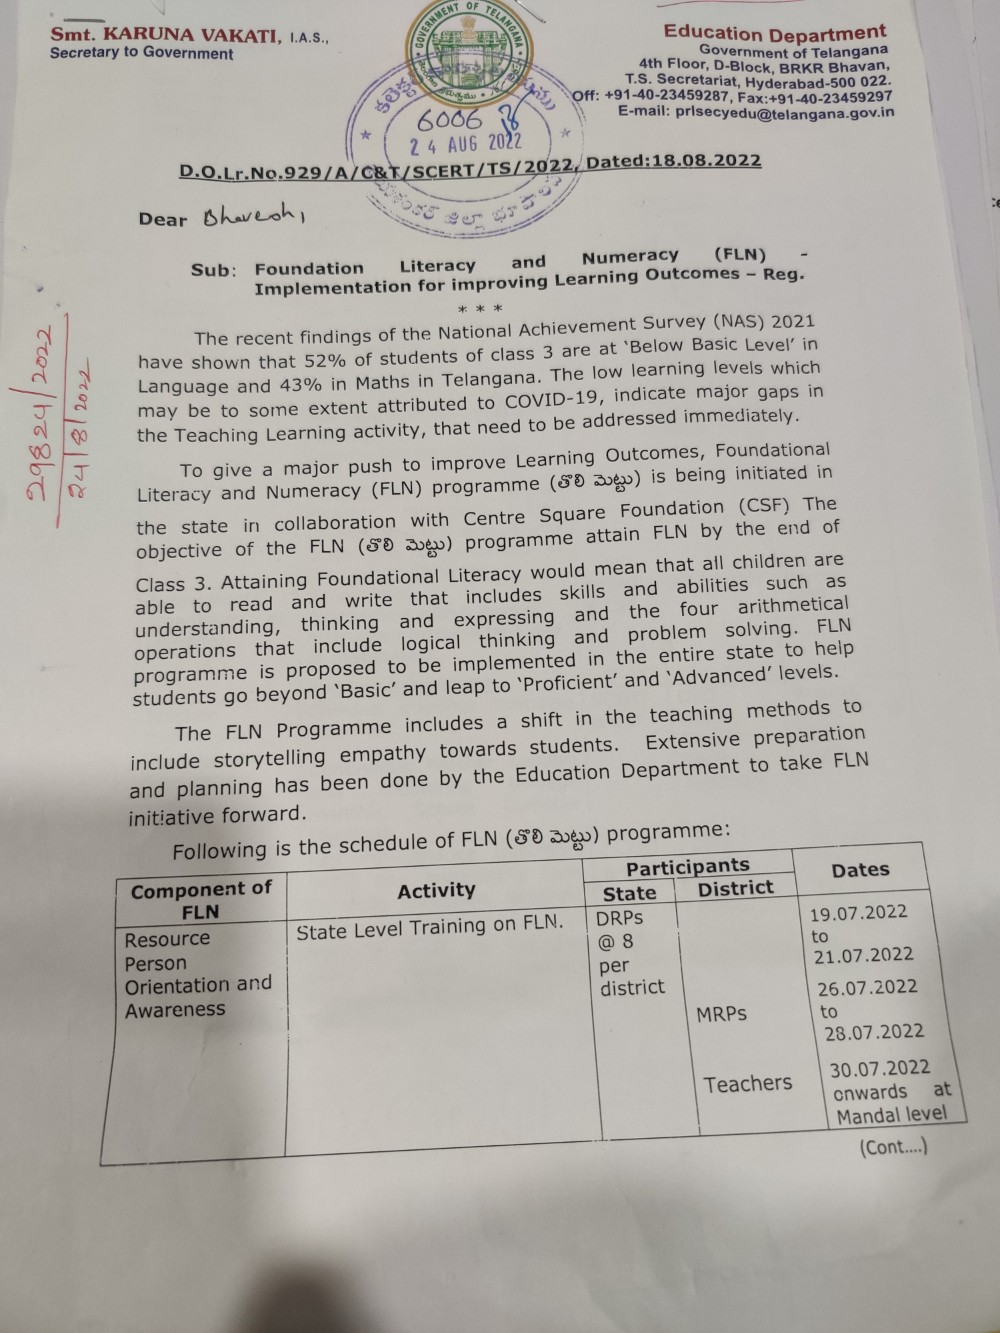 Smt. KARUNA VAKATI, I.A.S.,
Secretary to Government
GOVERNMENT OF TELANGANA
Education Department
Government of Telangana
4th Floor, D-Block, BRKR Bhavan,
T.S. Secretariat, Hyderabad-500 022.
Off: +91-40-23459287, Fax:+91-40-23459297
E-mail: prlsecyedu@telangana.gov.in
6006
24 AUG 2022
D.O.Lr.No.929/A/C&T/SCERT/TS/2022, Dated:18.08.2022
Dear Bhavesh,
Sub: Foundation Literacy and Numeracy (FLN) -
Implementation for improving Learning Outcomes – Reg.
* * *
29824/2022
24/8/2022
The recent findings of the National Achievement Survey (NAS) 2021
have shown that 52% of students of class 3 are at ‘Below Basic Level’ in
Language and 43% in Maths in Telangana. The low learning levels which
may be to some extent attributed to COVID-19, indicate major gaps in
the Teaching Learning activity, that need to be addressed immediately.
To give a major push to improve Learning Outcomes, Foundational
Literacy and Numeracy (FLN) programme (తొలి మెట్టు) is being initiated in
the state in collaboration with Centre Square Foundation (CSF) The
objective of the FLN (తొలి మెట్టు) programme attain FLN by the end of
Class 3. Attaining Foundational Literacy would mean that all children are
able to read and write that includes skills and abilities such as
understanding, thinking and expressing and the four arithmetical
operations that include logical thinking and problem solving. FLN
programme is proposed to be implemented in the entire state to help
students go beyond ‘Basic’ and leap to ‘Proficient’ and ‘Advanced’ levels.
The FLN Programme includes a shift in the teaching methods to
include storytelling empathy towards students. Extensive preparation
and planning has been done by the Education Department to take FLN
initiative forward.
Following is the schedule of FLN (తొలి మెట్టు) programme:
Component of FLN
Activity
Participants
State
District
Dates
Resource
Person
Orientation and
Awareness
State Level Training on FLN.
DRPs
@ 8
per
district
19.07.2022
to
21.07.2022
MRPs
26.07.2022
to
28.07.2022
Teachers
30.07.2022
onwards at
Mandal level
(Cont....)